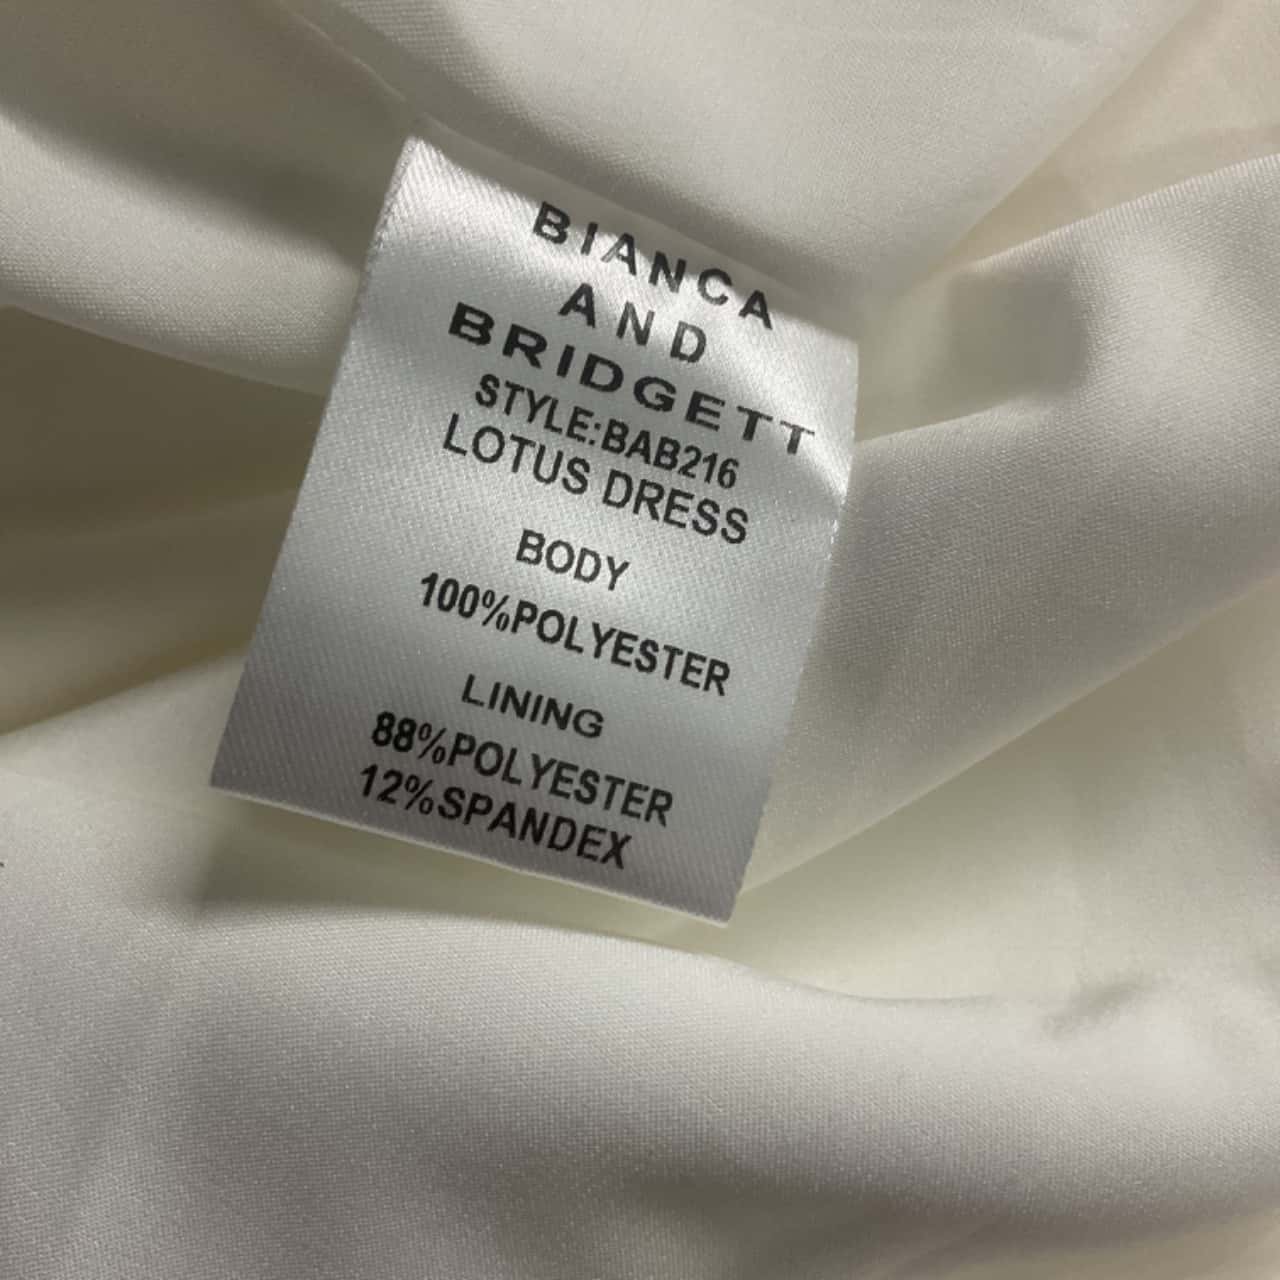 BIANCA
AND
BRIDGETT
STYLE:BAB216
LOTUS DRESS
BODY
100%POLYESTER
LINING
88%POLYESTER
12%SPANDEX